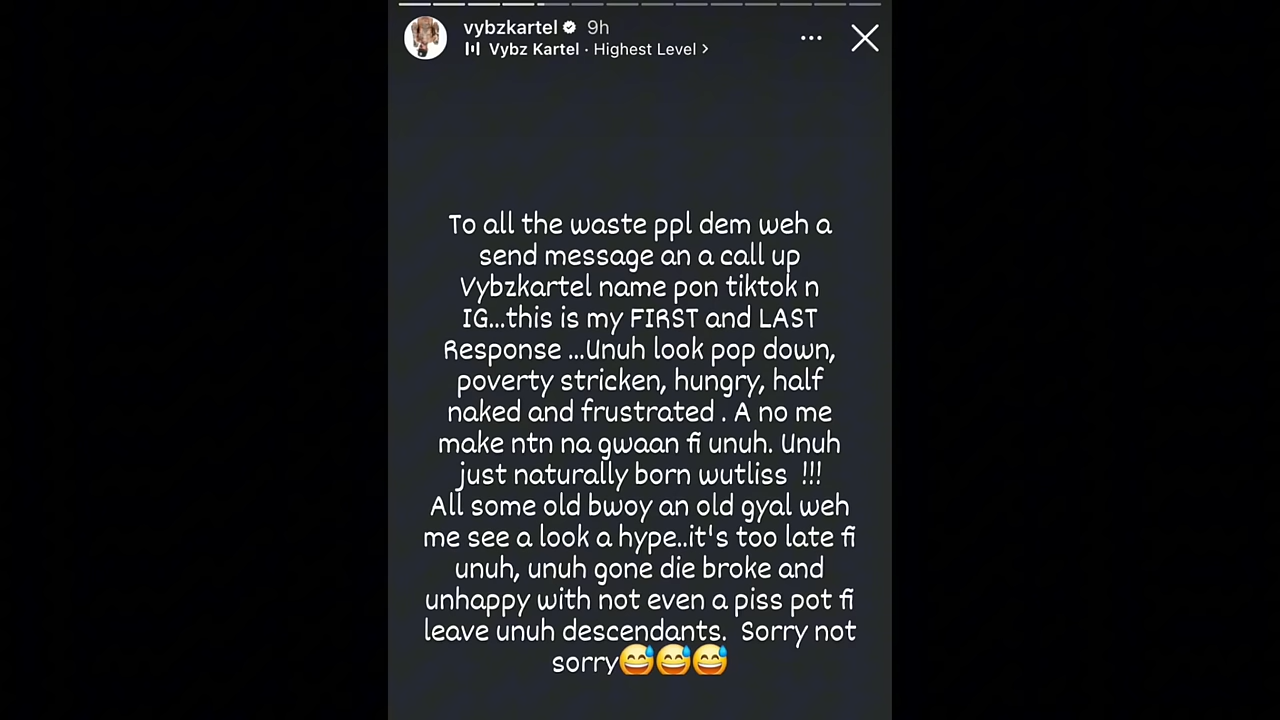 vybzkartel 9h
Vybz Kartel · Highest Level >
To all the waste ppl dem weh a
send message an a call up
Vybzkartel name pon tiktok n
IG...this is my FIRST and LAST
Response ...Unuh look pop down,
poverty stricken, hungry, half
naked and frustrated . A no me
make ntn na gwaan fi unuh. Unuh
just naturally born wutliss  !!!
All some old bwoy an old gyal weh
me see a look a hype..it's too late fi
unuh, unuh gone die broke and
unhappy with not even a piss pot fi
leave unuh descendants.  Sorry not
sorry😅😅😅